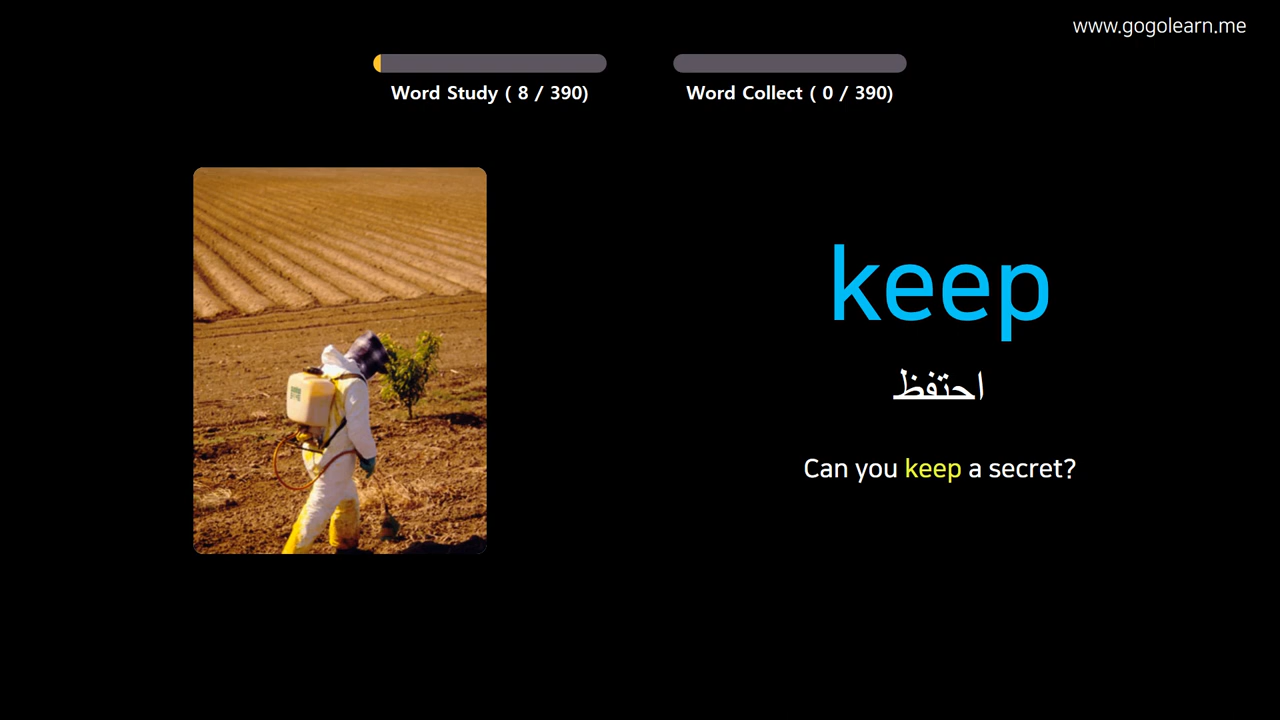 www.gogolearn.me
Word Study ( 8 / 390)
Word Collect ( 0 / 390)
keep
احتفظ
Can you keep a secret?